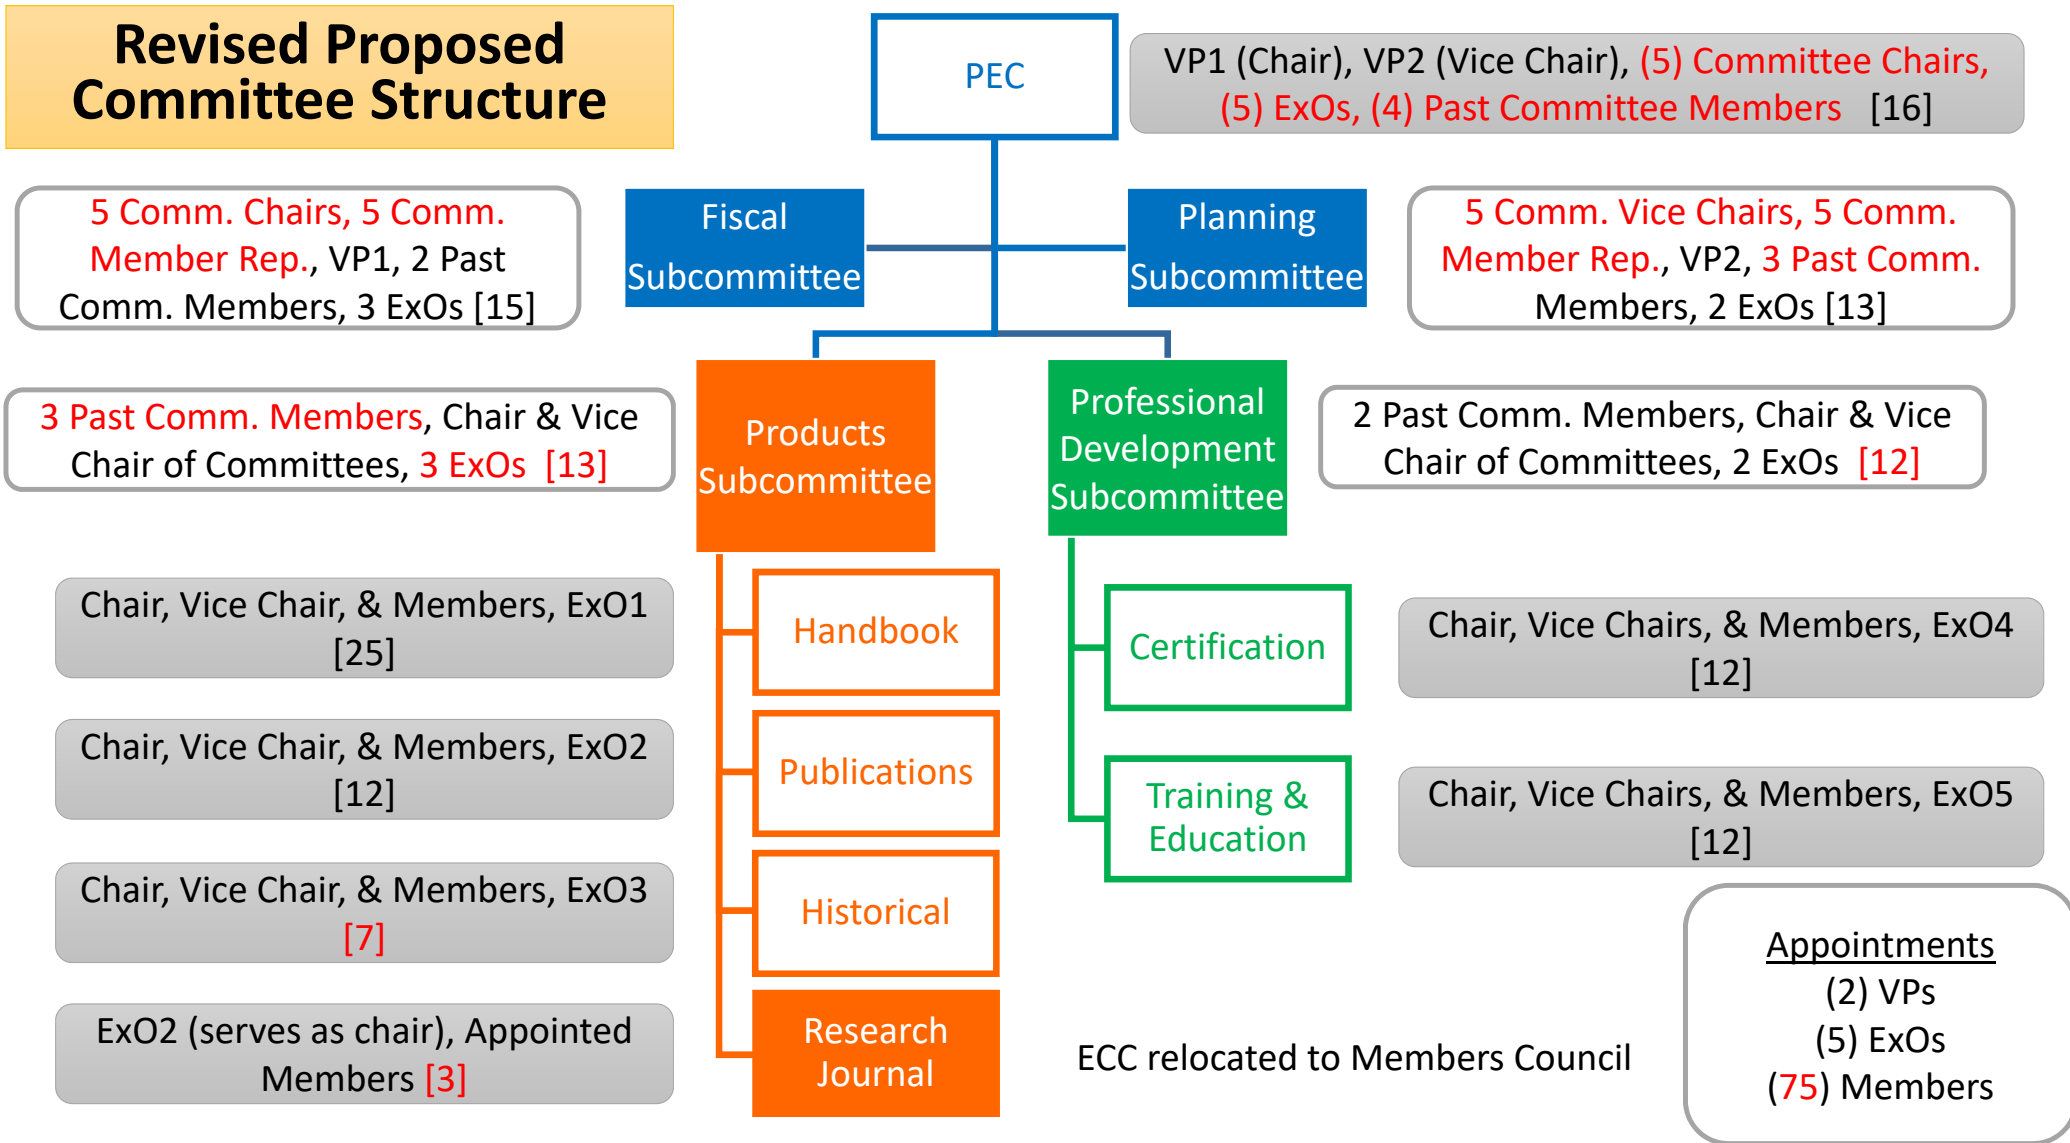 Revised Proposed
Committee Structure
PEC
VP1 (Chair), VP2 (Vice Chair), (5) Committee Chairs,
(5) ExOs, (4) Past Committee Members [16]
5 Comm. Chairs, 5 Comm.
Member Rep., VP1, 2 Past
Comm. Members, 3 ExOs [15]
Fiscal
Subcommittee
Planning
Subcommittee
5 Comm. Vice Chairs, 5 Comm.
Member Rep., VP2, 3 Past Comm.
Members, 2 ExOs [13]
3 Past Comm. Members, Chair & Vice
Chair of Committees, 3 ExOs [13]
Products
Subcommittee
Professional
Development
Subcommittee
2 Past Comm. Members, Chair & Vice
Chair of Committees, 2 ExOs [12]
Chair, Vice Chair, & Members, ExO1
[25]
Handbook
Certification
Chair, Vice Chairs, & Members, ExO4
[12]
Chair, Vice Chair, & Members, ExO2
[12]
Publications
Training &
Education
Chair, Vice Chairs, & Members, ExO5
[12]
Chair, Vice Chair, & Members, ExO3
[7]
Historical
ExO2 (serves as chair), Appointed
Members [3]
Research
Journal
ECC relocated to Members Council
Appointments
(2) VPs
(5) ExOs
(75) Members